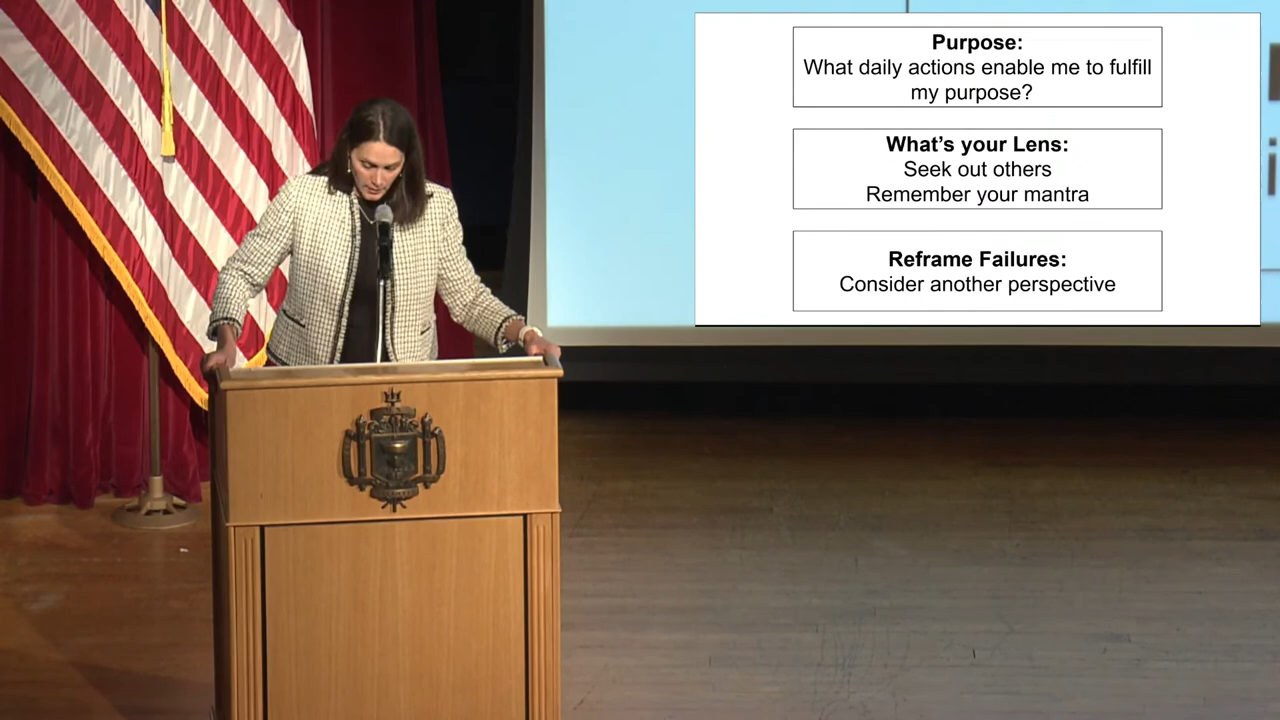 Purpose:
What daily actions enable me to fulfill
my purpose?
What's your Lens:
Seek out others
Remember your mantra
Reframe Failures:
Consider another perspective